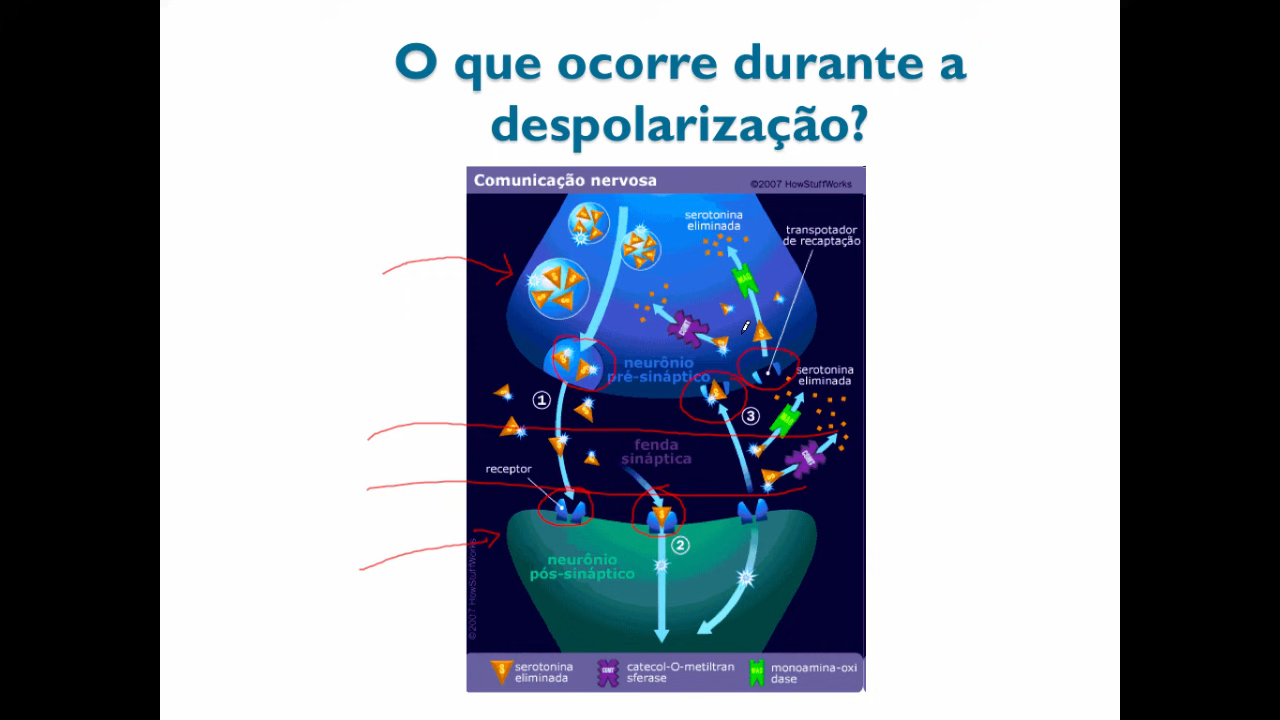 O que ocorre durante a
despolarização?
Comunicação nervosa
©2007 HowStuffWorks
serotonina
eliminada
transpotador
de recaptação
neurônio
pré-sináptico
serotonina
eliminada
1
3
fenda
sináptica
receptor
2
neurônio
pós-sináptico
©2007 HowStuffWorks
serotonina
eliminada
catecol-O-metiltran
sferase
monoamina-oxi
dase